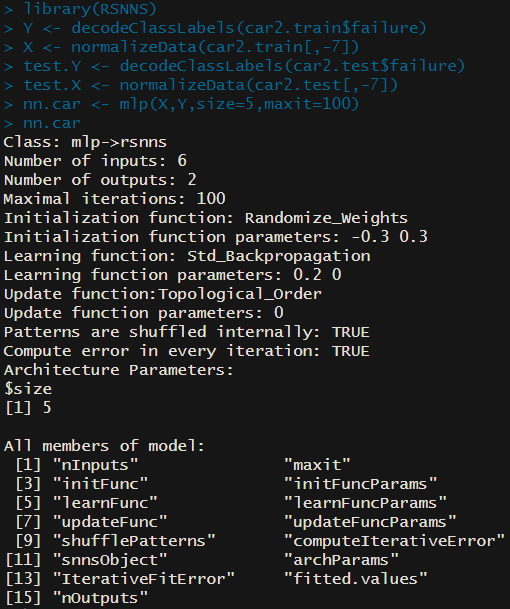 > library(RSNNS)
> Y <- decodeClassLabels(car2.train$failure)
> X <- normalizeData(car2.train[,-7])
> test.Y <- decodeClassLabels(car2.test$failure)
> test.X <- normalizeData(car2.test[,-7])
> nn.car <- mlp(X,Y,size=5,maxit=100)
> nn.car
Class: mlp->rsnns
Number of inputs: 6
Number of outputs: 2
Maximal iterations: 100
Initialization function: Randomize_Weights
Initialization function parameters: -0.3 0.3
Learning function: Std_Backpropagation
Learning function parameters: 0.2 0
Update function:Topological_Order
Update function parameters: 0
Patterns are shuffled internally: TRUE
Compute error in every iteration: TRUE
Architecture Parameters:
$size
[1] 5

All members of model:
 [1] "nInputs"               "maxit"
 [3] "initFunc"              "initFuncParams"
 [5] "learnFunc"             "learnFuncParams"
 [7] "updateFunc"            "updateFuncParams"
 [9] "shufflePatterns"       "computeIterativeError"
[11] "snnsObject"            "archParams"
[13] "IterativeFitError"     "fitted.values"
[15] "nOutputs"